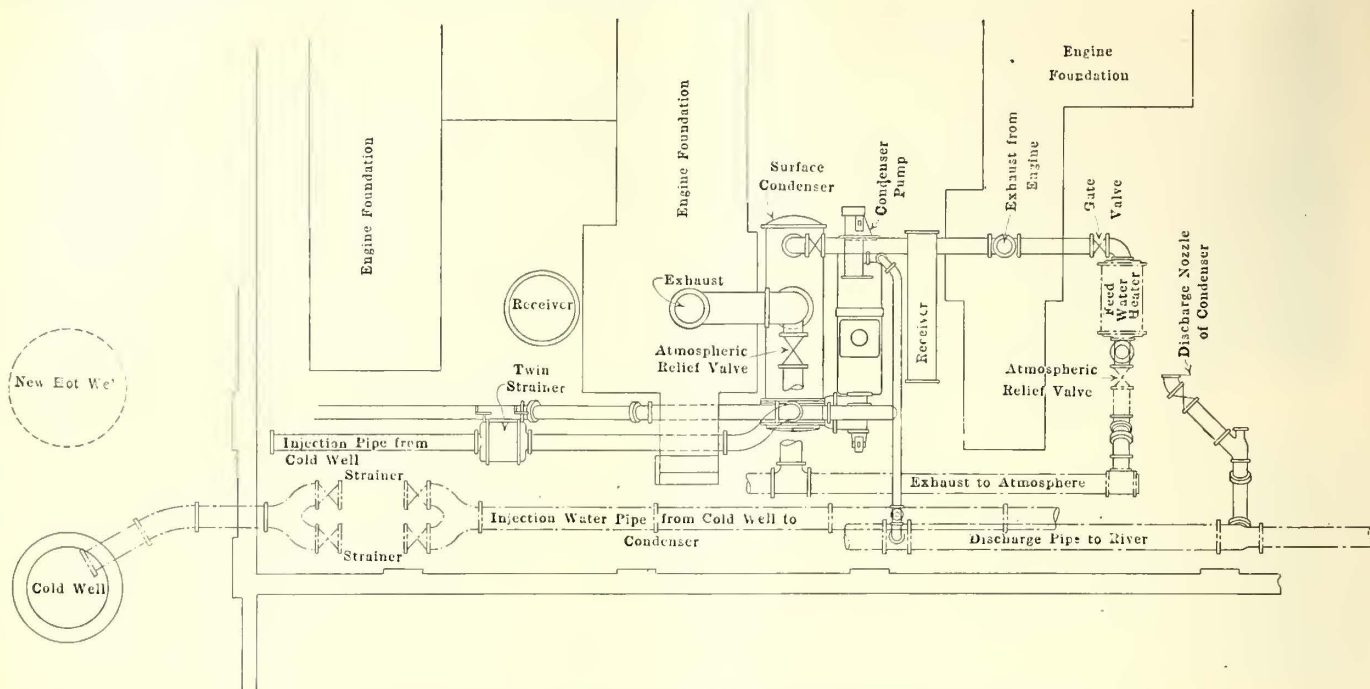 Engine
Foundation
Engine Foundation
Engine Foundation
Surface
Condenser
Condenser
Pump
Exhaust from
Engine
Gate
Valve
Exhaust
Receiver
Receiver
Feed
Water
Heater
Discharge Nozzle
of Condenser
Atmospheric
Relief Valve
Atmospheric
Relief Valve
New Hot
Twin
Strainer
Injection Pipe from
Cold Well
Strainer
Exhaust to Atmosphere
Injection Water Pipe from Cold Well to
Condenser
Discharge Pipe to River
Strainer
Cold Well